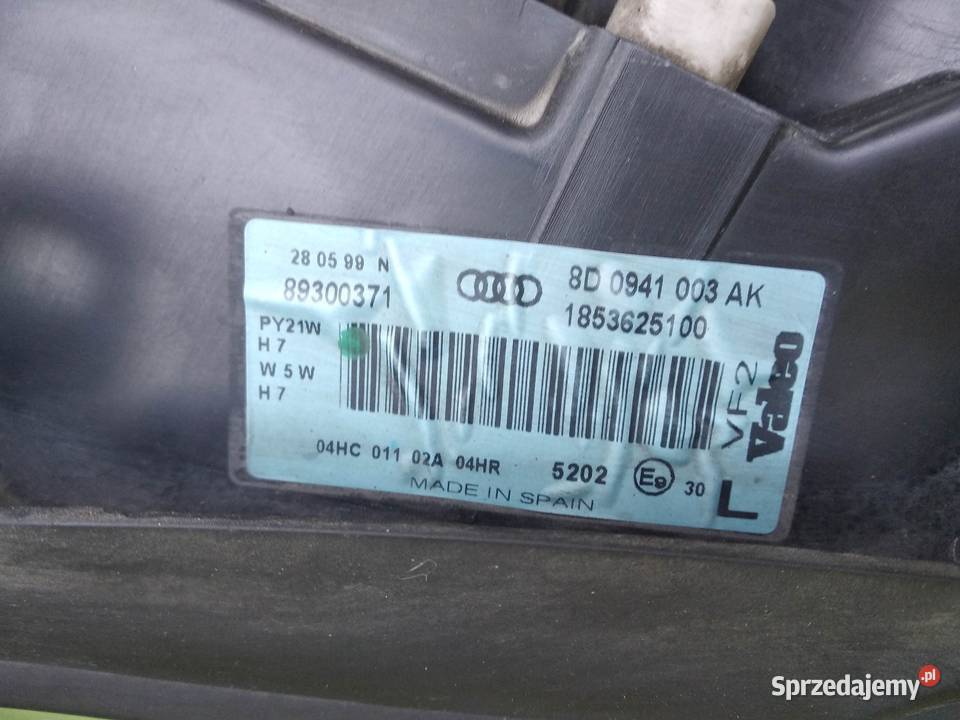 28 05 99 N
89300371
8D 0941 003 AK
1853625100
PY21W
H 7
W 5 W
H 7
VF2
Valeo
04HC 011 02A 04HR
5202
E9
30
L
MADE IN SPAIN
Sprzedajemy.pl